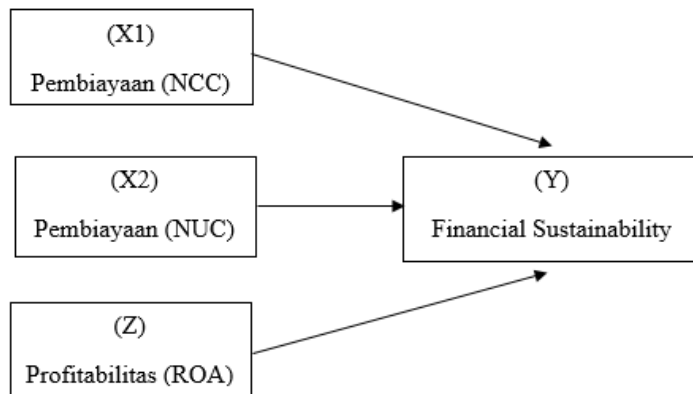 (X1)
Pembiayaan (NCC)
(X2)
Pembiayaan (NUC)
(Y)
Financial Sustainability
(Z)
Profitabilitas (ROA)